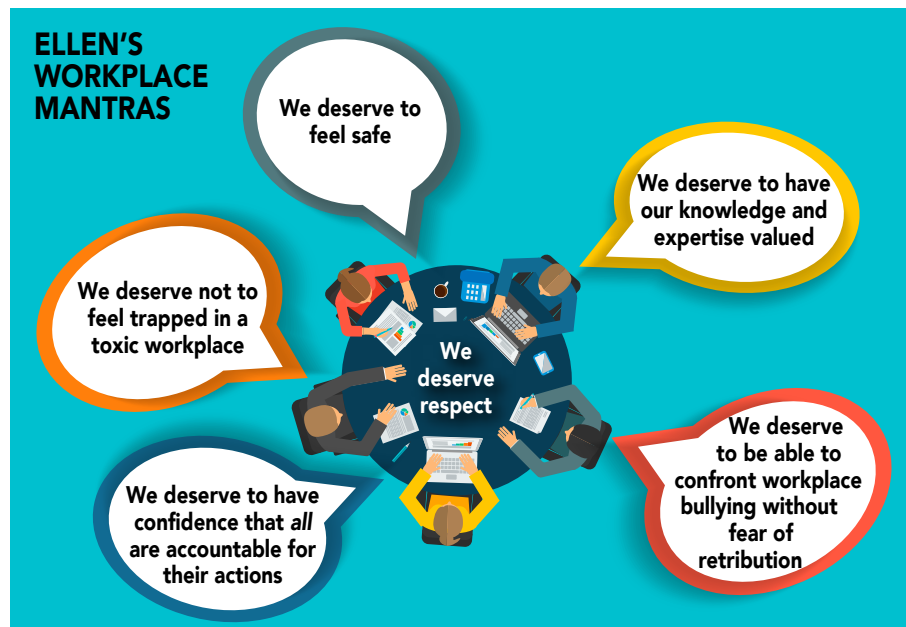 ELLEN'S
WORKPLACE
MANTRAS
We deserve to
feel safe
We deserve to have
our knowledge and
expertise valued
We deserve not to
feel trapped in a
toxic workplace
We
deserve
respect
We deserve
to be able to
confront workplace
bullying without
fear of
retribution
We deserve to have
confidence that all
are accountable for
their actions